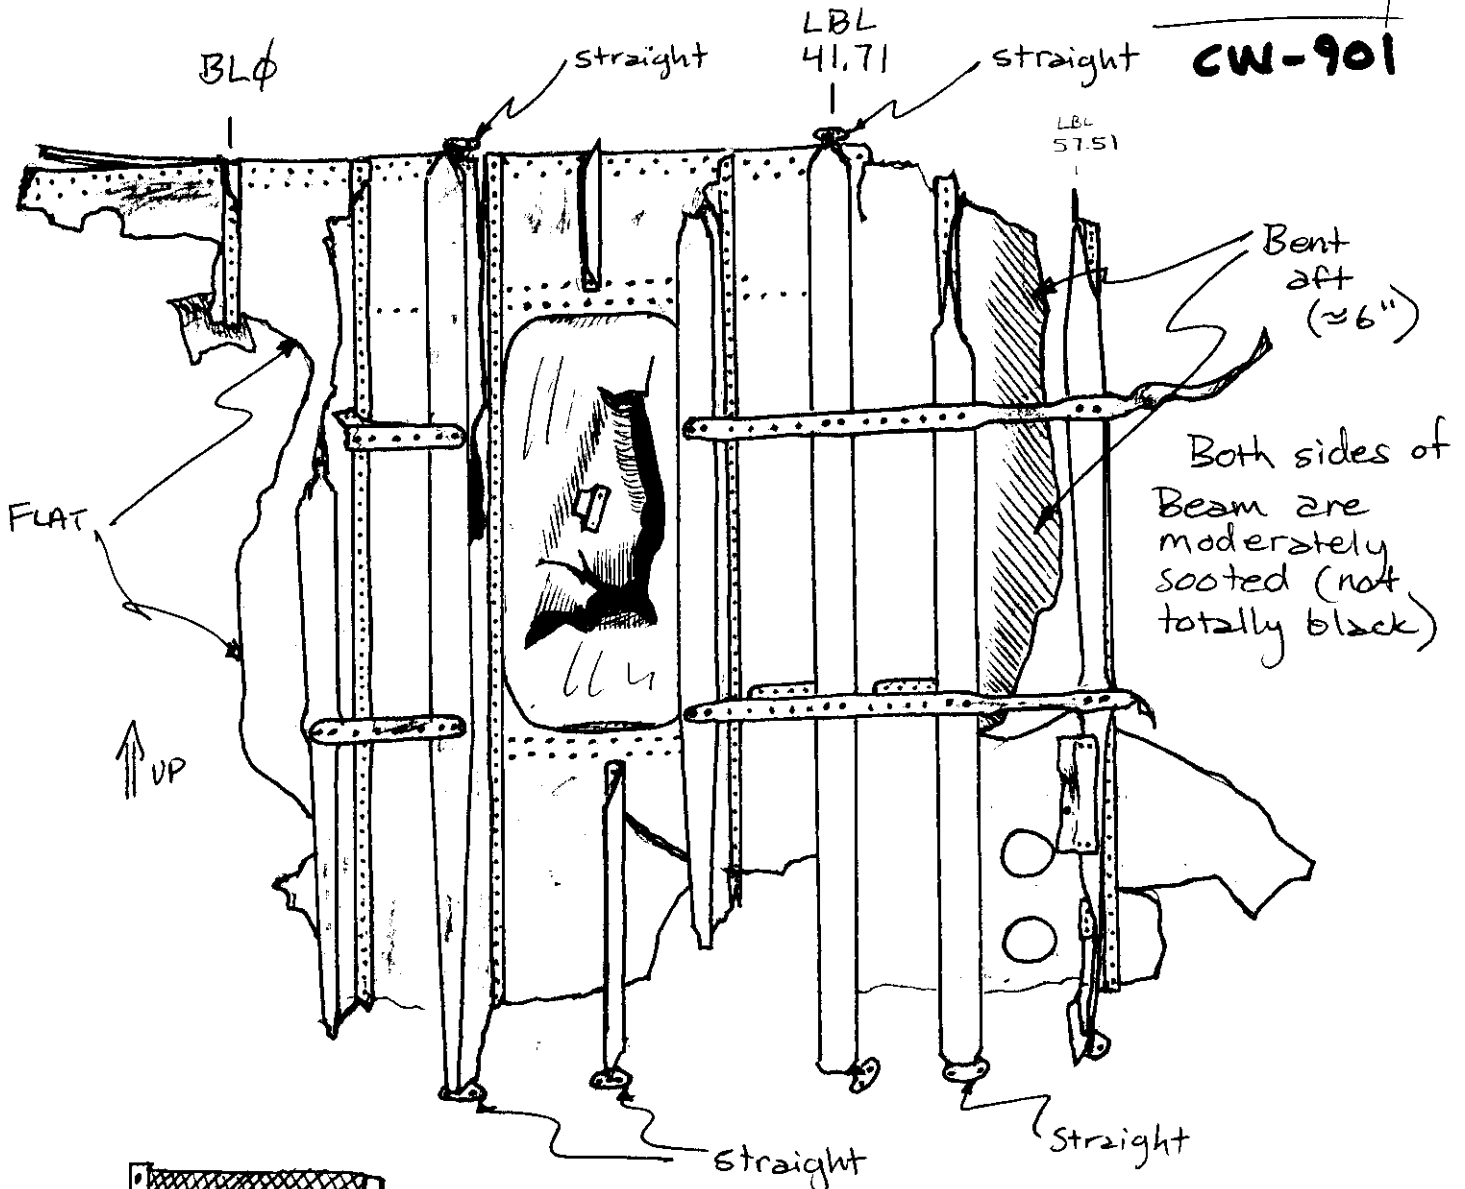 CW-901
BLØ
straight
LBL
41.71
straight
LBL
57.51
Bent
aft
(≈6")
Both sides of
Beam are
moderately
sooted (not
totally black)
FLAT
UP
straight
straight